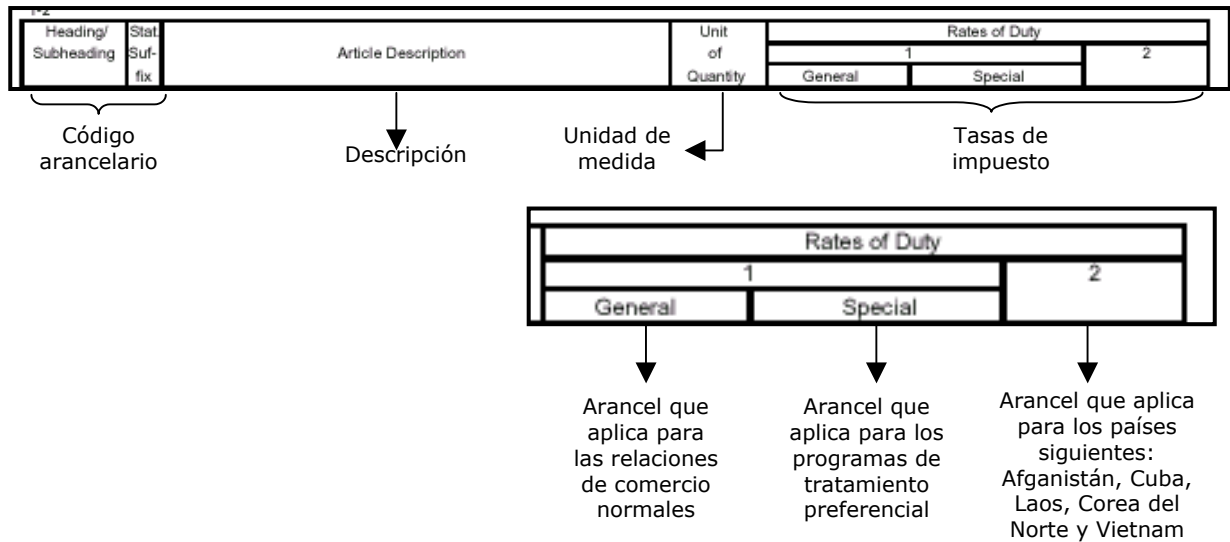 1-2
Heading/ Stat. Unit Rates of Duty
Subheading Suf- Article Description of 1 2
fix Quantity General Special
Código
arancelario
Descripción
Unidad de
medida
Tasas de
impuesto
Rates of Duty
1 2
General Special
Arancel que
aplica para
las relaciones
de comercio
normales
Arancel que
aplica para los
programas de
tratamiento
preferencial
Arancel que aplica
para los países
siguientes:
Afganistán, Cuba,
Laos, Corea del
Norte y Vietnam